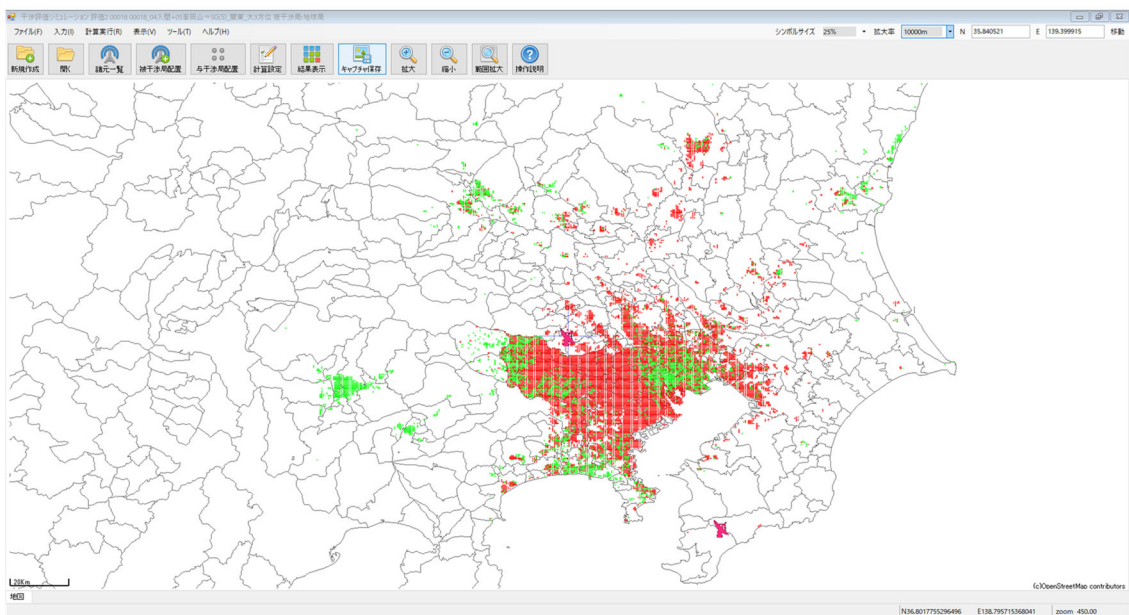 ファイル(F) 入力(I) 計算実行(R) 表示(V) ツール(T) ヘルプ(H) シンボルサイズ 25% 拡大率 10000m N 35.840521 E 139.399915 移動
新規作成 開く 諸元一覧 被干渉局配置 与干渉局配置 計算設定 結果表示 キャプチャ保存 拡大 縮小 範囲拡大 操作説明
20Km
(c)OpenStreetMap contributors
地図
N36.8017755296496 E138.795715368041 zoom 450.00